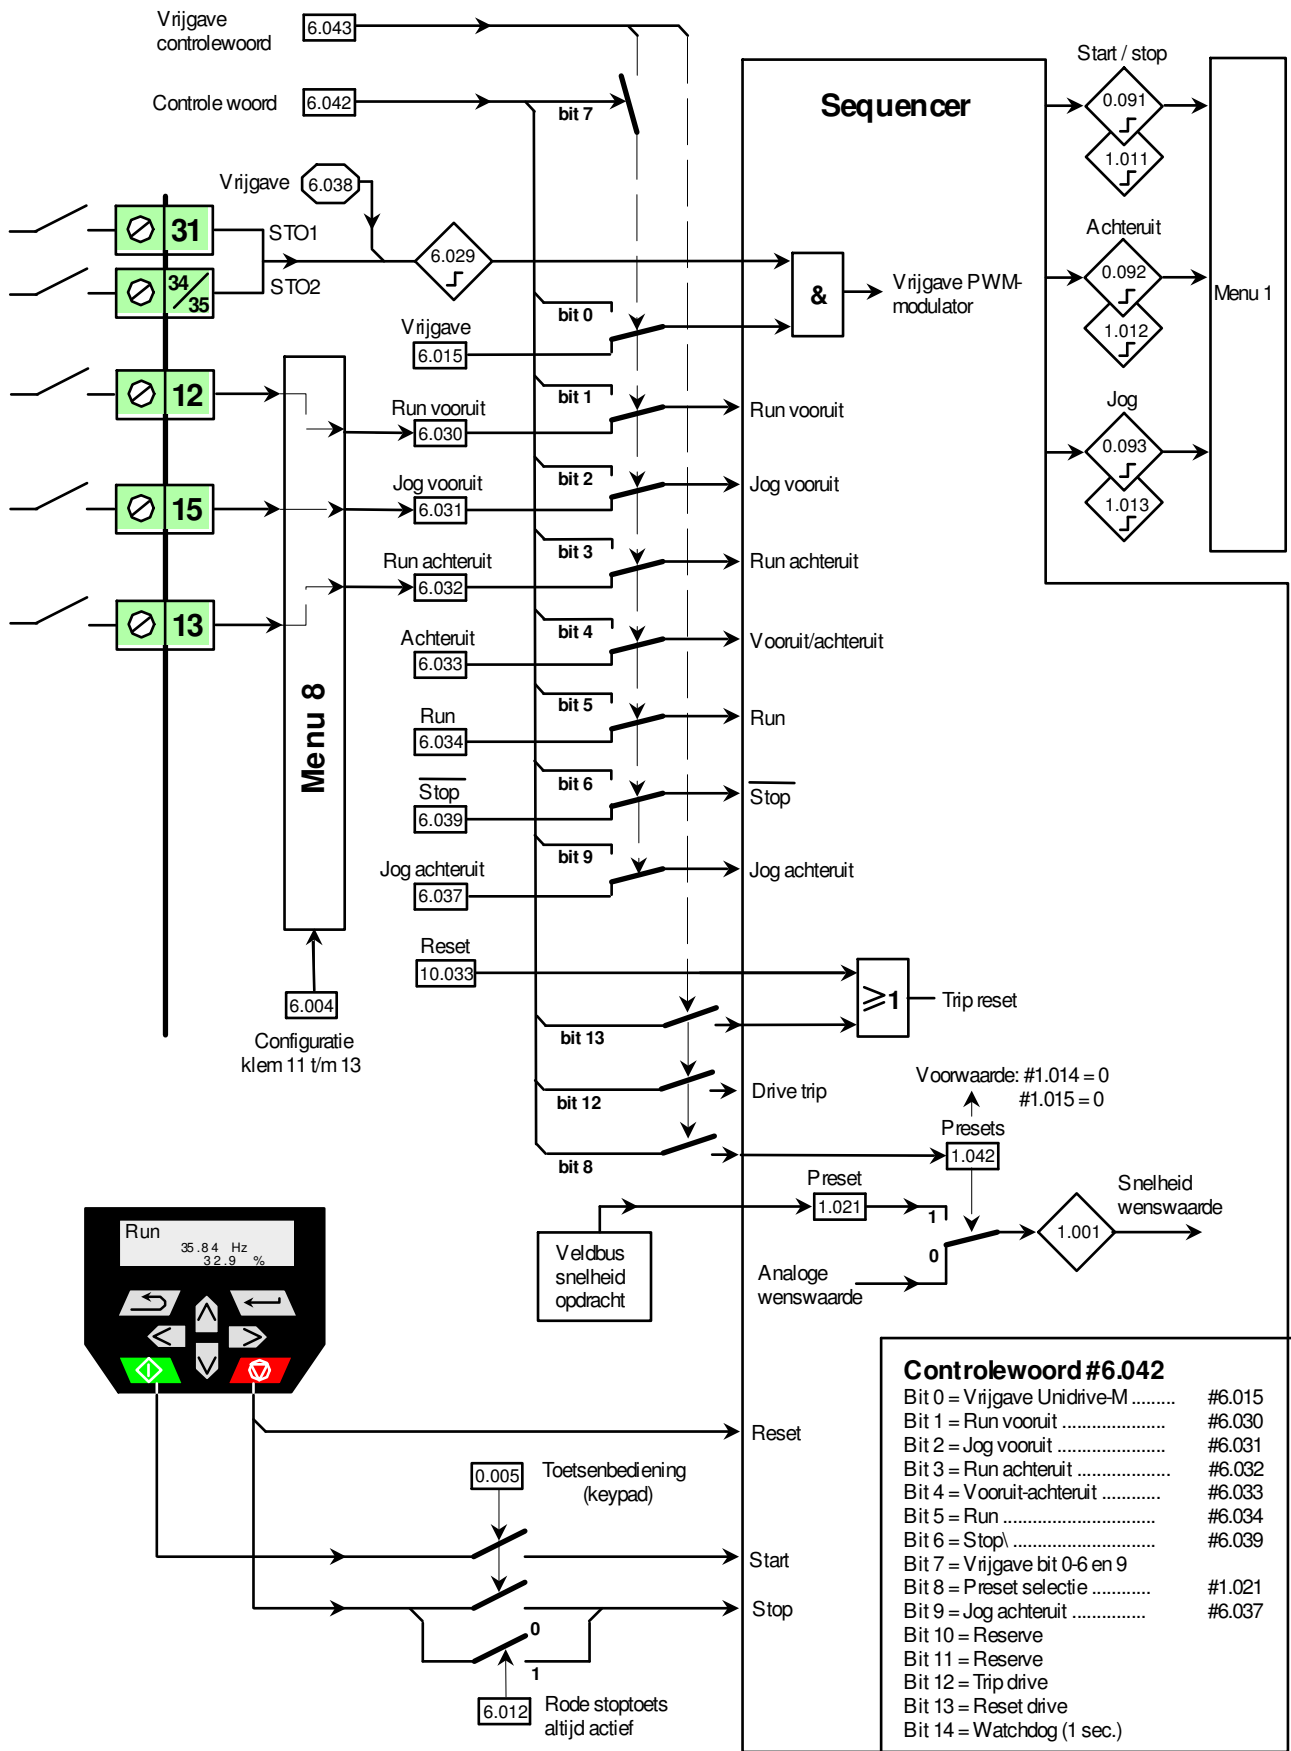 Vrijgave
controlewoord
6.043
Controle woord
6.042
bit 7
Sequencer
Start / stop
0.091
1.011
Vrijgave
6.038
31
STO1
34/35
STO2
6.029
Achteruit
0.092
1.012
Menu 1
&
Vrijgave PWM-
modulator
bit 0
Vrijgave
6.015
12
bit 1
Run vooruit
6.030
Run vooruit
Jog
0.093
1.013
15
bit 2
Jog vooruit
6.031
Jog vooruit
bit 3
Run achteruit
6.032
Run achteruit
13
bit 4
Achteruit
6.033
Vooruit/achteruit
Menu 8
bit 5
Run
6.034
Run
bit 6
Stop
6.039
Stop
bit 9
Jog achteruit
6.037
Jog achteruit
Reset
10.033
6.004
Configuratie
klem 11 t/m 13
≥1
Trip reset
bit 13
bit 12
Drive trip
Voorwaarde: #1.014 = 0
#1.015 = 0
Presets
1.042
bit 8
Preset
1.021
1
0
1.001
Snelheid
wenswaarde
Veldbus
snelheid
opdracht
Analoge
wenswaarde
Run
35.84 Hz
32.9 %
Reset
0.005
Toetsenbediening
(keypad)
Start
Stop
0
1
6.012
Rode stoptoets
altijd actief
Controlewoord #6.042
Bit 0 = Vrijgave Unidrive-M ......... #6.015
Bit 1 = Run vooruit ...................... #6.030
Bit 2 = Jog vooruit ....................... #6.031
Bit 3 = Run achteruit .................... #6.032
Bit 4 = Vooruit-achteruit ............ #6.033
Bit 5 = Run ................................. #6.034
Bit 6 = Stop\ .............................. #6.039
Bit 7 = Vrijgave bit 0-6 en 9
Bit 8 = Preset selectie ............ #1.021
Bit 9 = Jog achteruit ............... #6.037
Bit 10 = Reserve
Bit 11 = Reserve
Bit 12 = Trip drive
Bit 13 = Reset drive
Bit 14 = Watchdog (1 sec.)